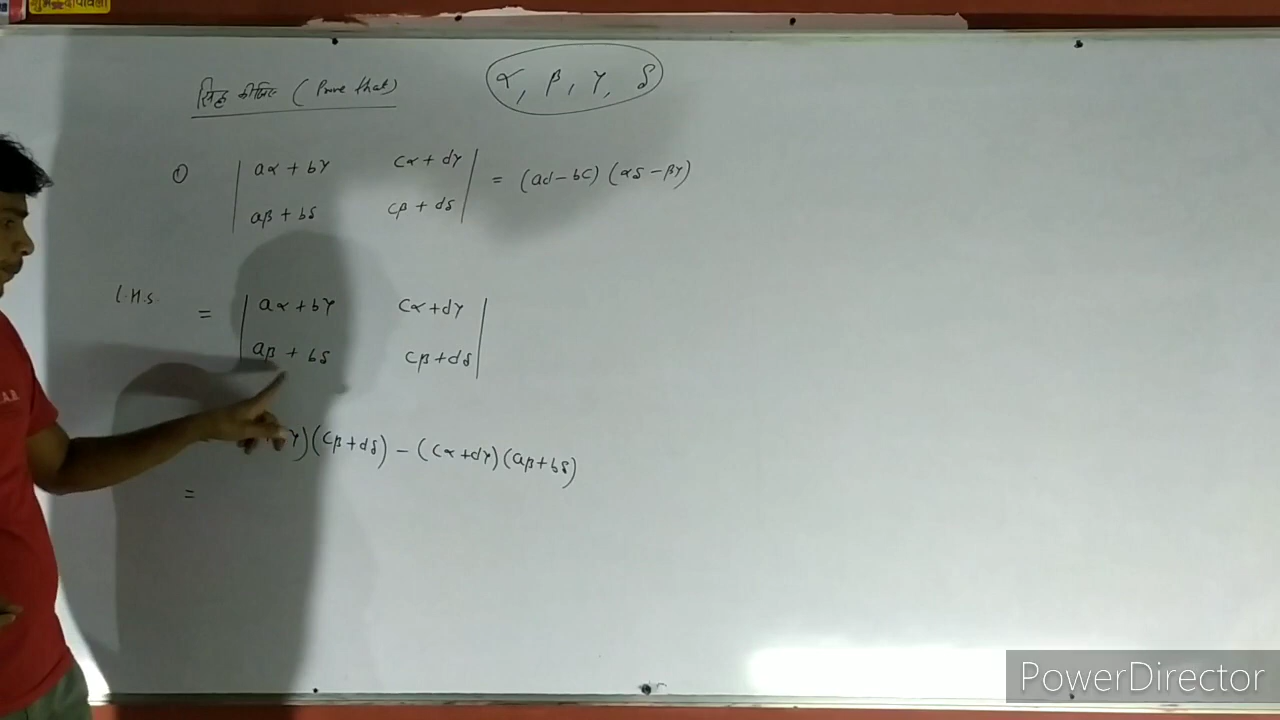 शुभ दीपावली
सिद्ध कीजिए (Prove that) α, β, γ, δ
① | aα + bγ cα + dγ | = (ad – bc) (αδ – βγ)
| aβ + bδ cβ + dδ |
L.H.S. = | aα + bγ cα + dγ |
| aβ + bδ cβ + dδ |
γ)(cβ + dδ) – (cα + dγ)(aβ + bδ)
=
PowerDirector